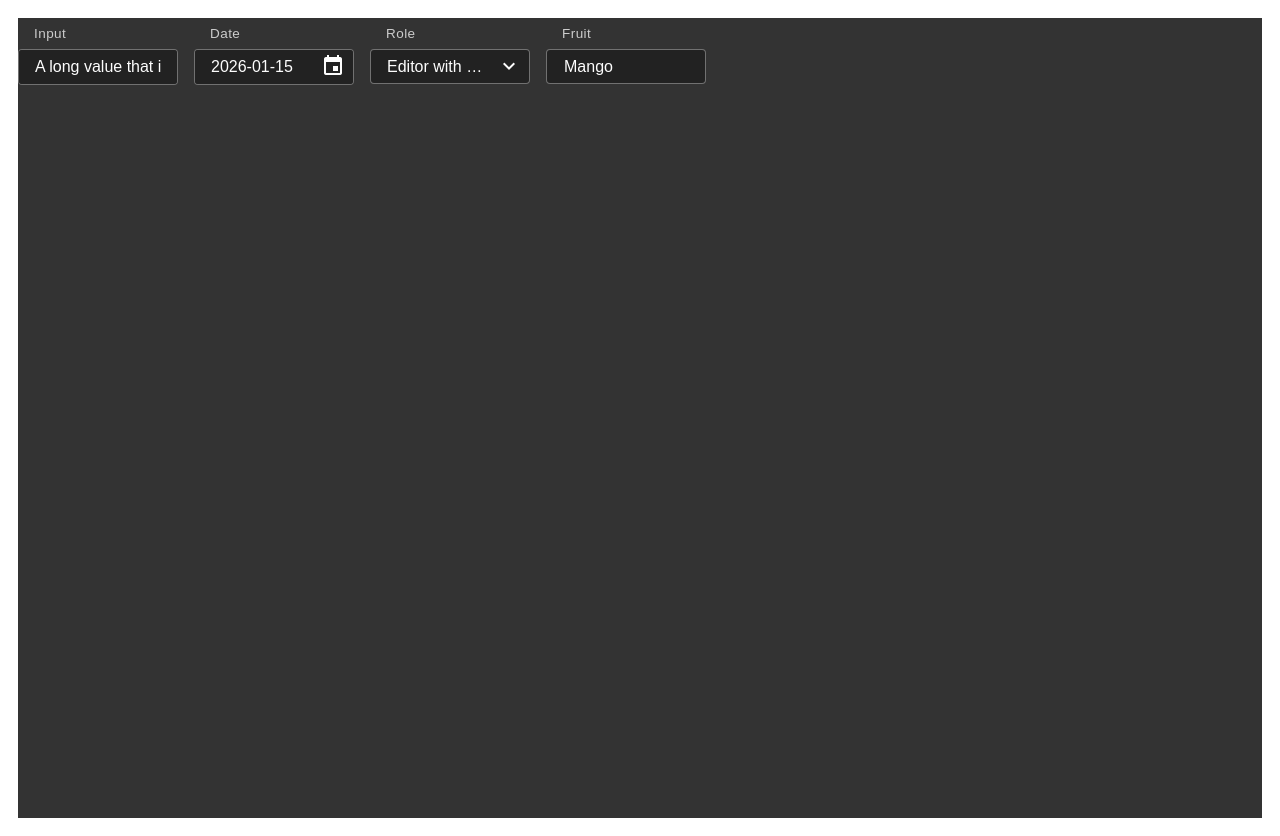 Input
Date
Role
Fruit
A long value that i
2026-01-15
Editor with …
Mango